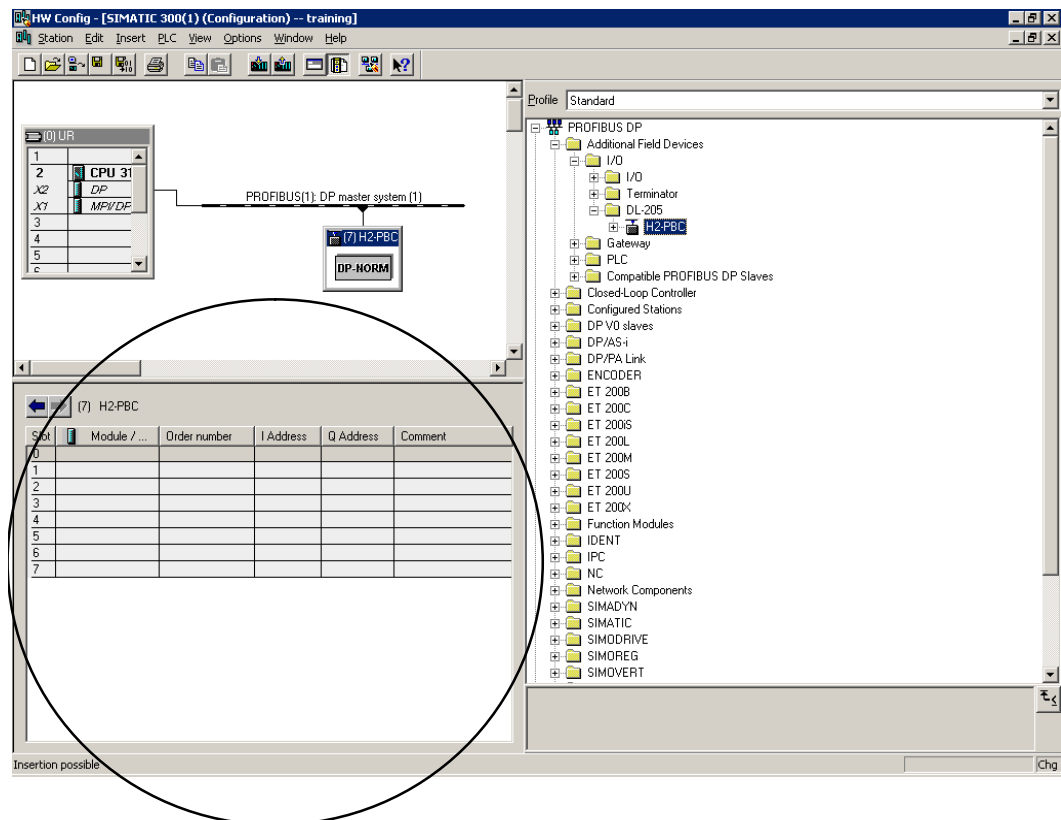 HW Config - [SIMATIC 300(1) (Configuration) -- training]
Station Edit Insert PLC View Options Window Help
(0) UR
1
2 CPU 31
X2 DP
X1 MPI/DP
3
4
5
6
PROFIBUS(1): DP master system (1)
(7) H2-PBC
DP-NORM
(7) H2-PBC
Slot Module / ... Order number I Address Q Address Comment
0
1
2
3
4
5
6
7
Profile Standard
PROFIBUS DP
Additional Field Devices
I/O
I/O
Terminator
DL-205
H2-PBC
Gateway
PLC
Compatible PROFIBUS DP Slaves
Closed-Loop Controller
Configured Stations
DP V0 slaves
DP/AS-i
DP/PA Link
ENCODER
ET 200B
ET 200C
ET 200iS
ET 200L
ET 200M
ET 200S
ET 200U
ET 200X
Function Modules
IDENT
IPC
NC
Network Components
SIMADYN
SIMATIC
SIMODRIVE
SIMOREG
SIMOVERT
Insertion possible
Chg